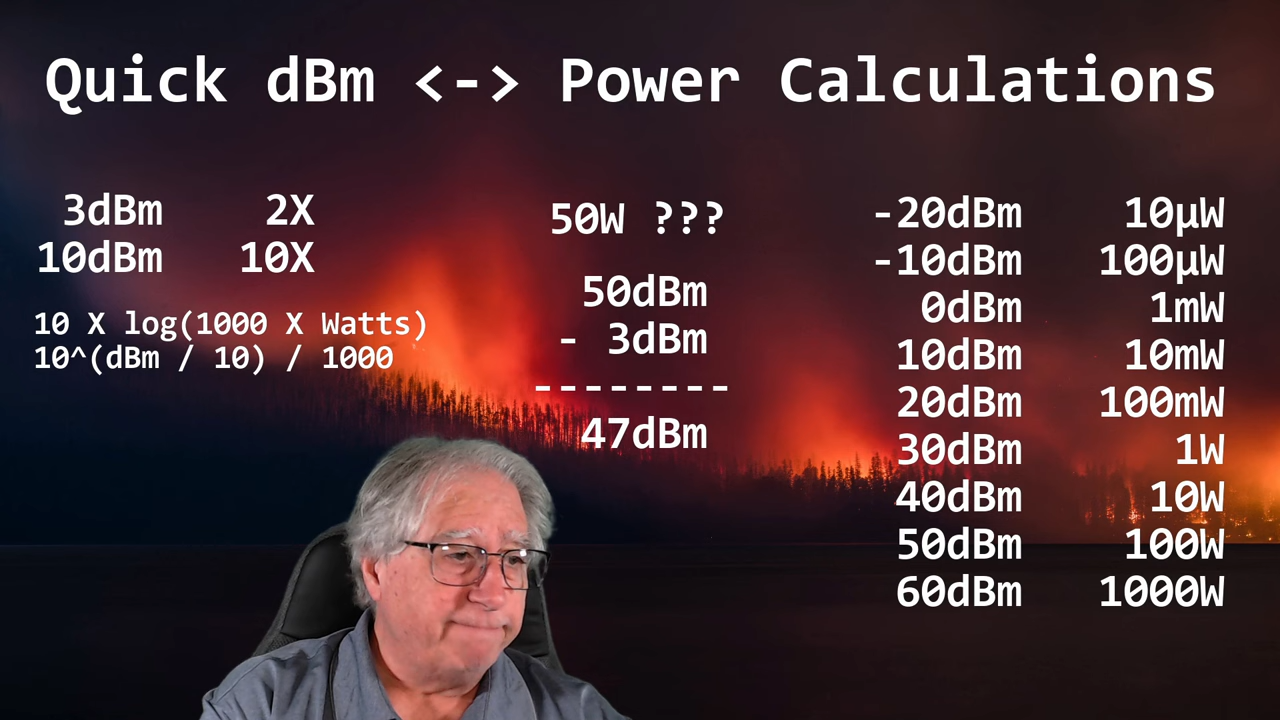 Quick dBm <-> Power Calculations
3dBm 2X
10dBm 10X
10 X log(1000 X Watts)
10^(dBm / 10) / 1000
50W ???
50dBm
- 3dBm
--------
47dBm
-20dBm 10µW
-10dBm 100µW
0dBm 1mW
10dBm 10mW
20dBm 100mW
30dBm 1W
40dBm 10W
50dBm 100W
60dBm 1000W